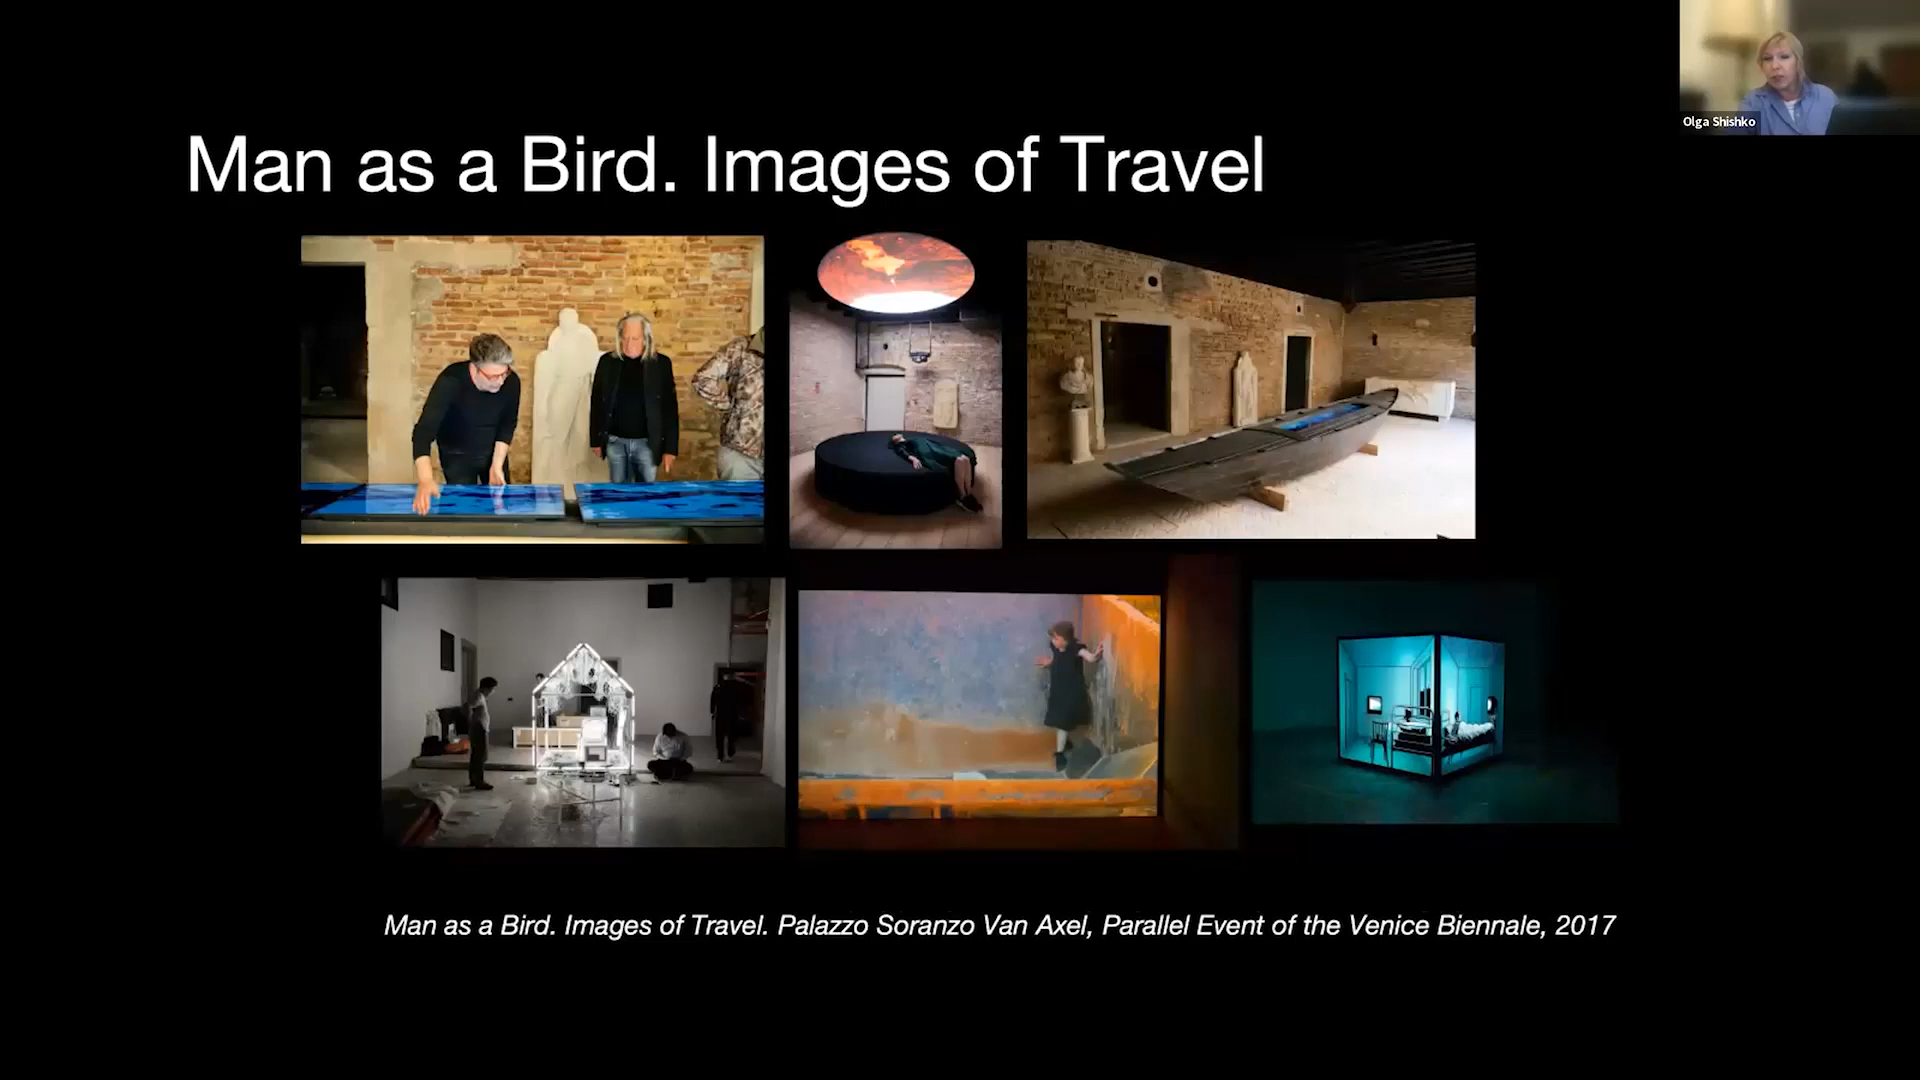 Olga Shishko
Man as a Bird. Images of Travel
Man as a Bird. Images of Travel. Palazzo Soranzo Van Axel, Parallel Event of the Venice Biennale, 2017